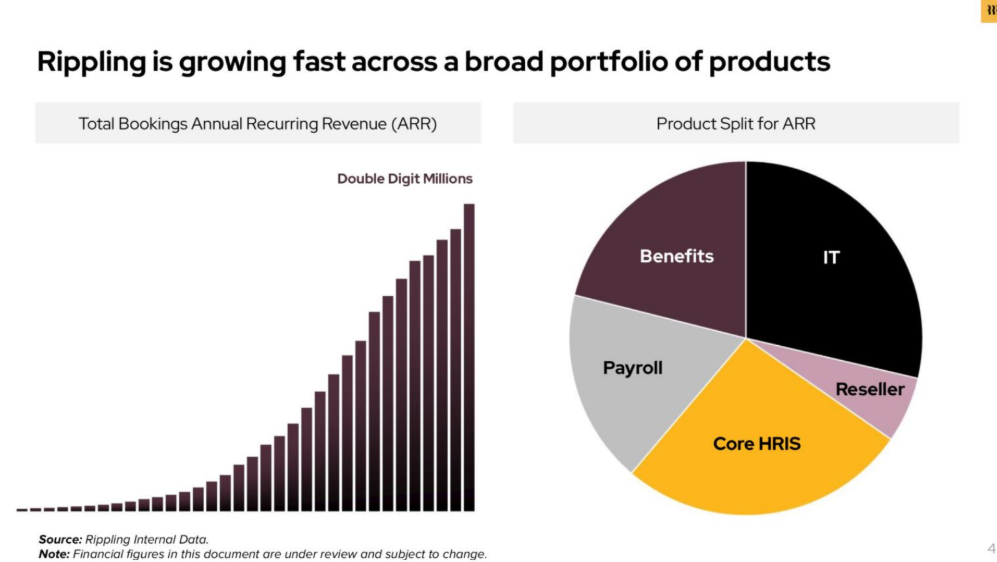 Rippling is growing fast across a broad portfolio of products
Total Bookings Annual Recurring Revenue (ARR)
Double Digit Millions
Product Split for ARR
Benefits
IT
Payroll
Reseller
Core HRIS
Source: Rippling Internal Data.
Note: Financial figures in this document are under review and subject to change.
4